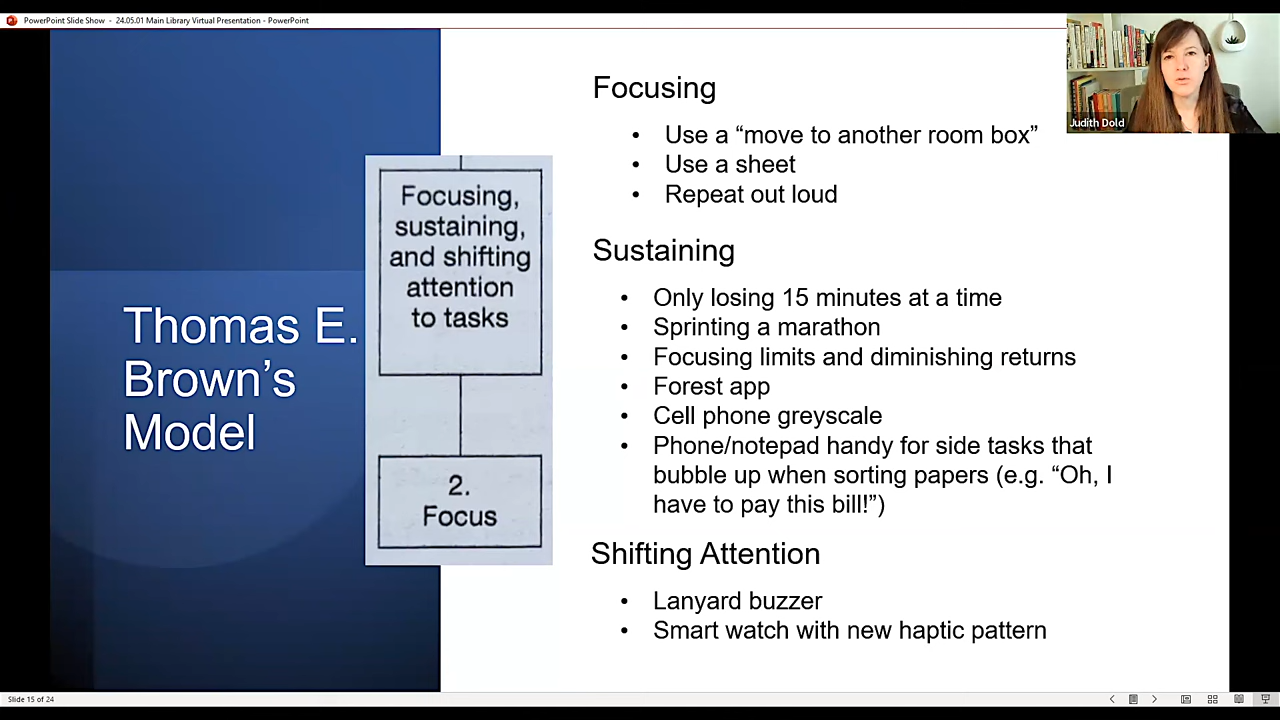 PowerPoint Slide Show - 24.05.01 Main Library Virtual Presentation - PowerPoint
Judith Dold
Thomas E.
Brown’s
Model
Focusing,
sustaining,
and shifting
attention
to tasks
2.
Focus
Focusing
• Use a “move to another room box”
• Use a sheet
• Repeat out loud
Sustaining
• Only losing 15 minutes at a time
• Sprinting a marathon
• Focusing limits and diminishing returns
• Forest app
• Cell phone greyscale
• Phone/notepad handy for side tasks that
bubble up when sorting papers (e.g. “Oh, I
have to pay this bill!”)
Shifting Attention
• Lanyard buzzer
• Smart watch with new haptic pattern
Slide 15 of 24